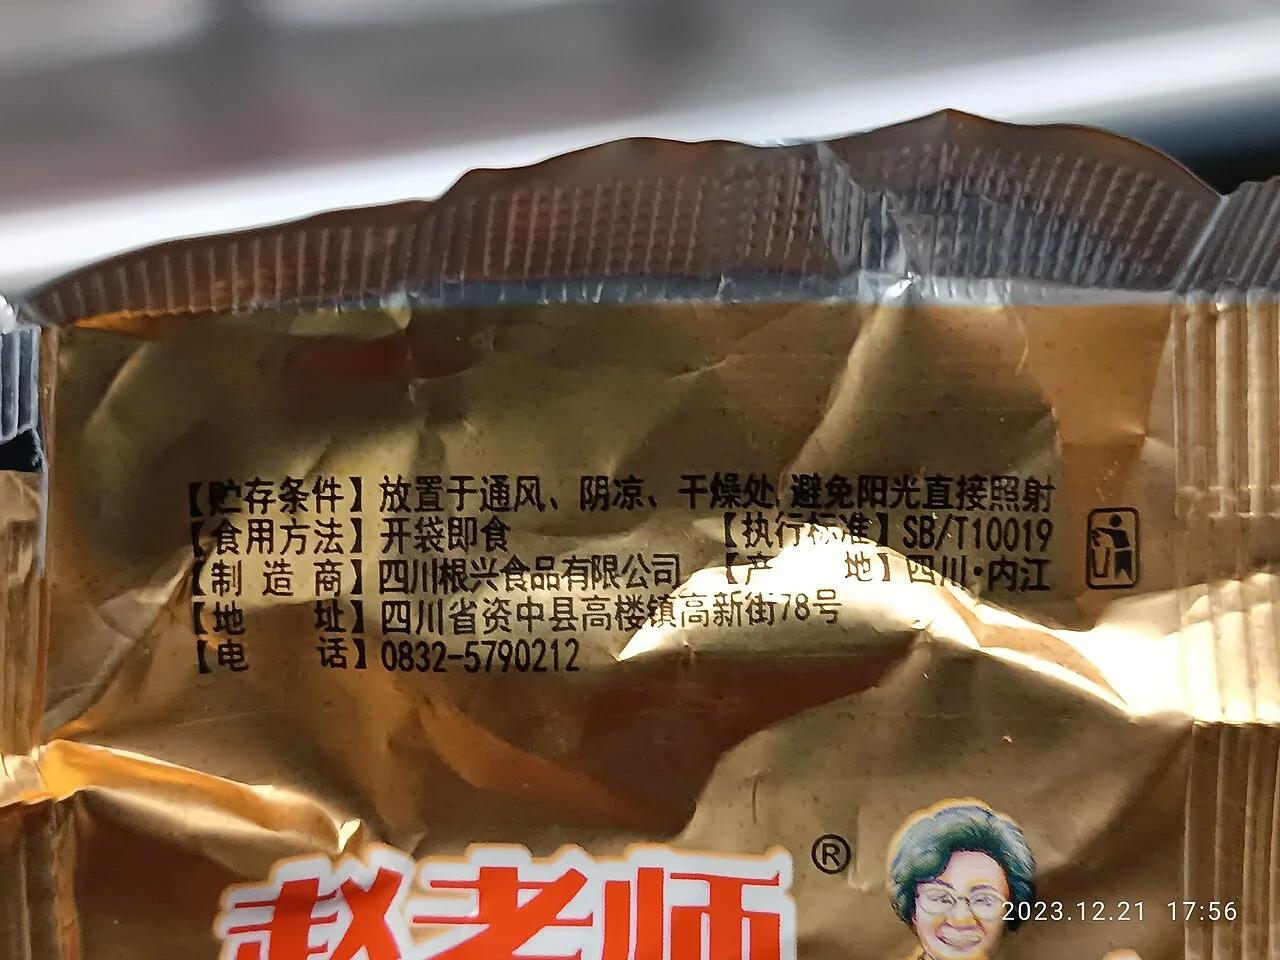 【贮存条件】放置于通风、阴凉、干燥处,避免阳光直接照射
【食用方法】开袋即食 【执行标准】SB/T10019
【制 造 商】四川根兴食品有限公司 【产 地】四川·内江
【地 址】四川省资中县高楼镇高新街78号
【电 话】0832-5790212
赵老师®
2023.12.21 17:56